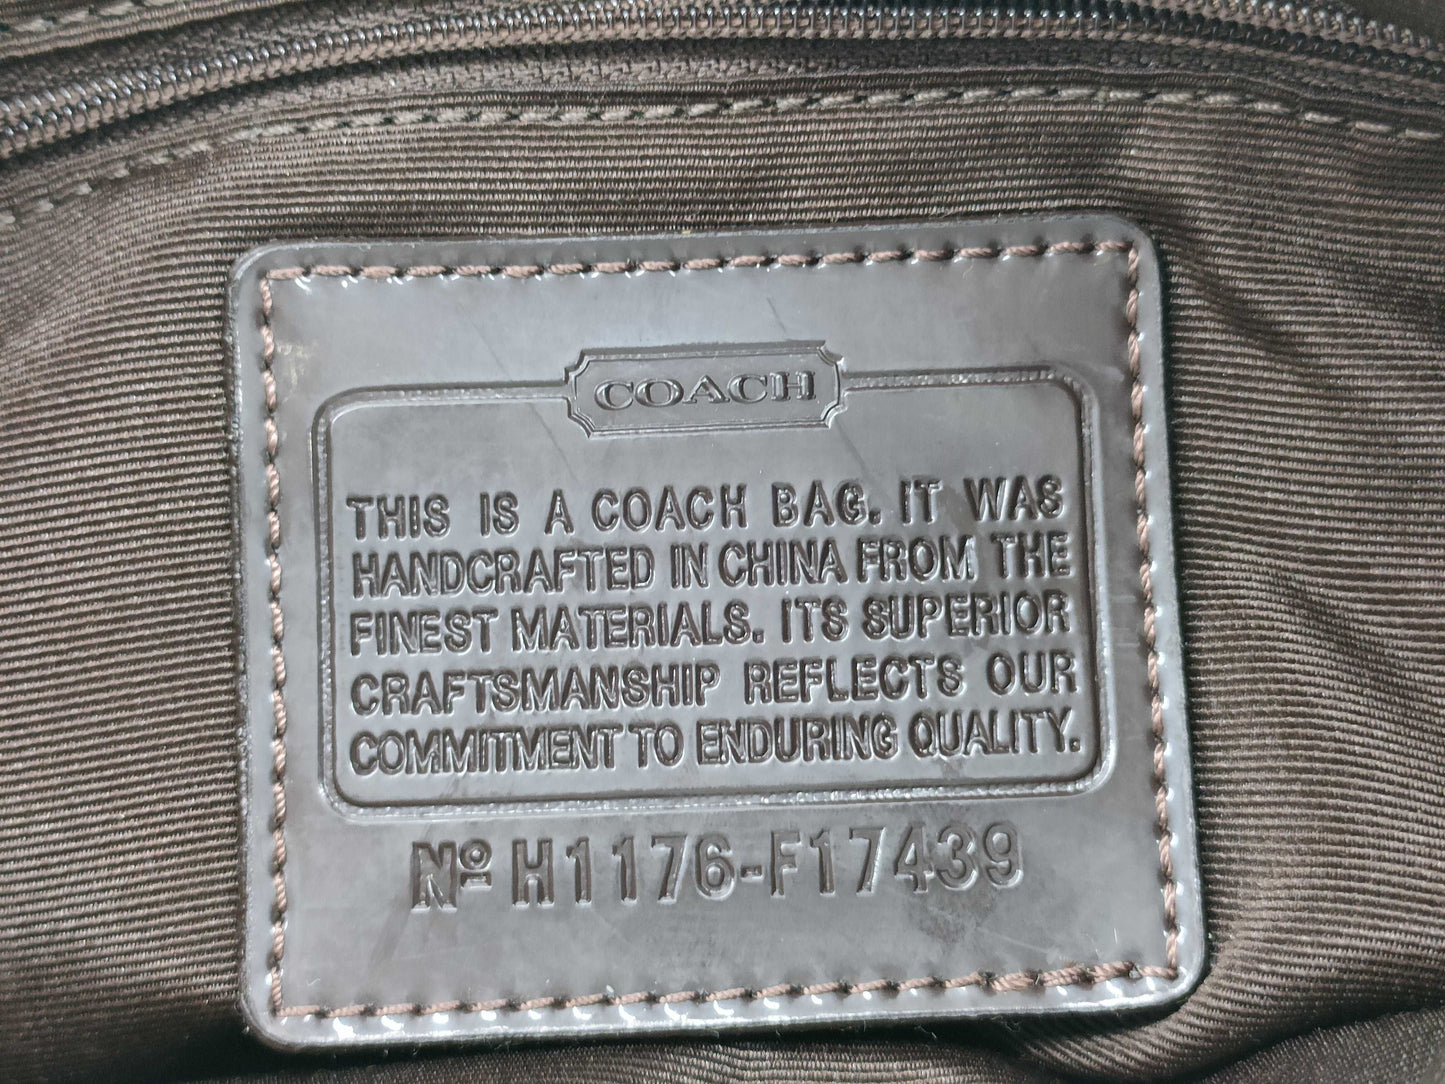 COACH
THIS IS A COACH BAG. IT WAS
HANDCRAFTED IN CHINA FROM THE
FINEST MATERIALS. ITS SUPERIOR
CRAFTSMANSHIP REFLECTS OUR
COMMITMENT TO ENDURING QUALITY.
Nº H1176-F17439